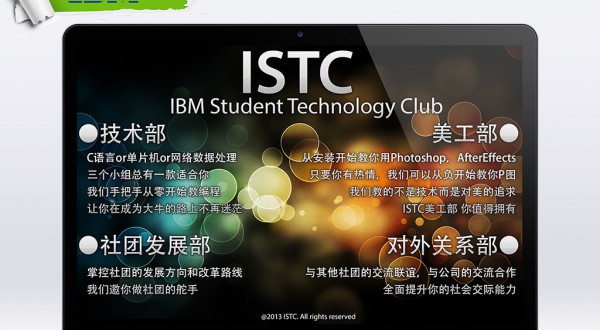 ISTC
IBM Student Technology Club
技术部
C语言or单片机or网络数据处理
三个小组总有一款适合你
我们手把手从零开始教编程
让你在成为大牛的路上不再迷茫
美工部
从安装开始教你用Photoshop，AfterEffects
只要你有热情，我们可以从负开始教你P图
我们教的不是技术而是对美的追求
ISTC美工部 你值得拥有
社团发展部
掌控社团的发展方向和改革路线
我们邀你做社团的舵手
对外关系部
与其他社团的交流联谊，与公司的交流合作
全面提升你的社会交际能力
@2013 ISTC. All rights reserved